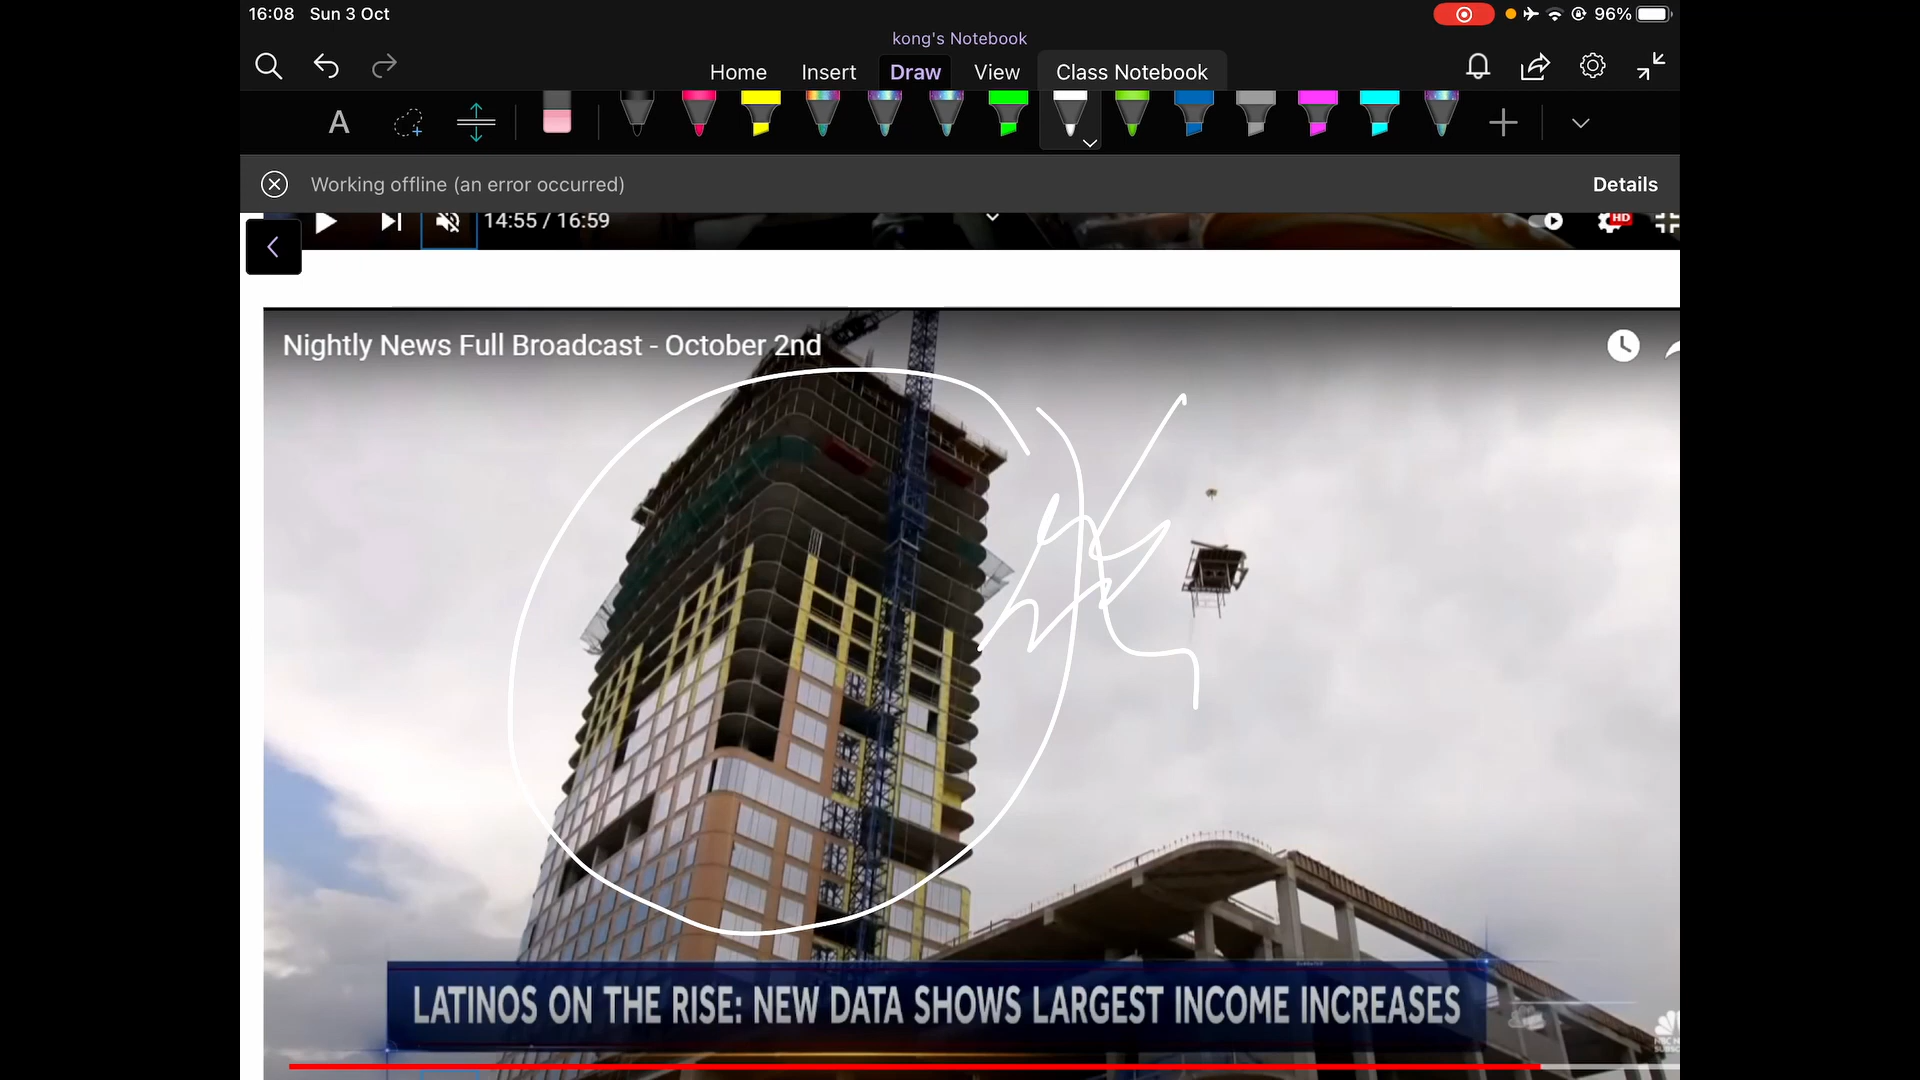 16:08 Sun 3 Oct
96%
kong's Notebook
Home Insert Draw View Class Notebook
A
Working offline (an error occurred)
Details
14:55 / 16:59
HD
Nightly News Full Broadcast - October 2nd
LATINOS ON THE RISE: NEW DATA SHOWS LARGEST INCOME INCREASES